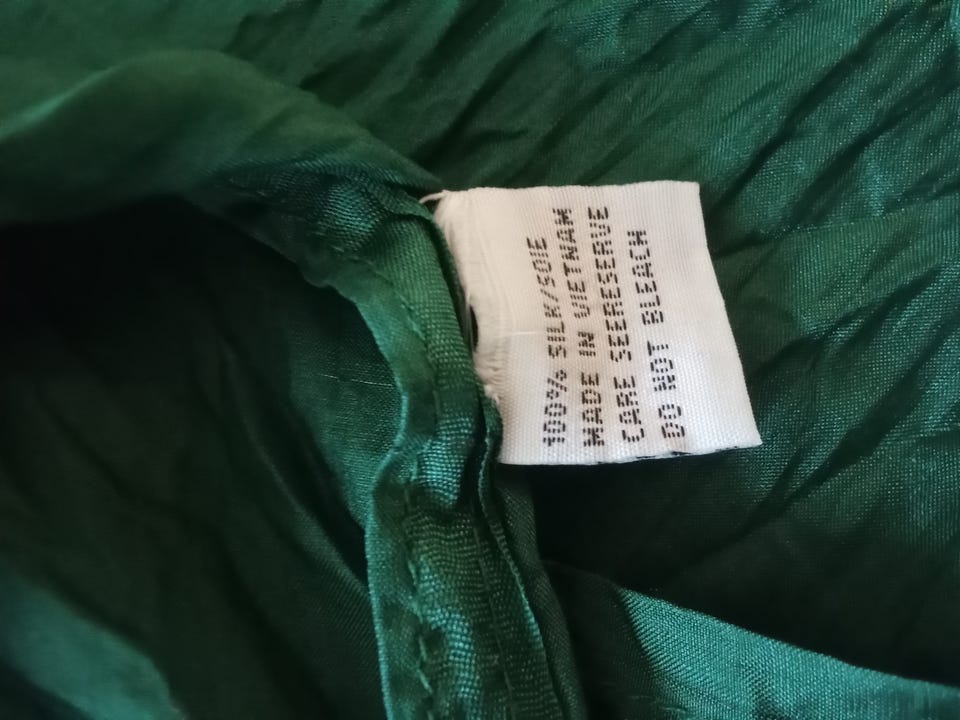 100% SILK/SOIE
MADE IN VIETNAM
CARE SEERESERVE
DO NOT BLEACH